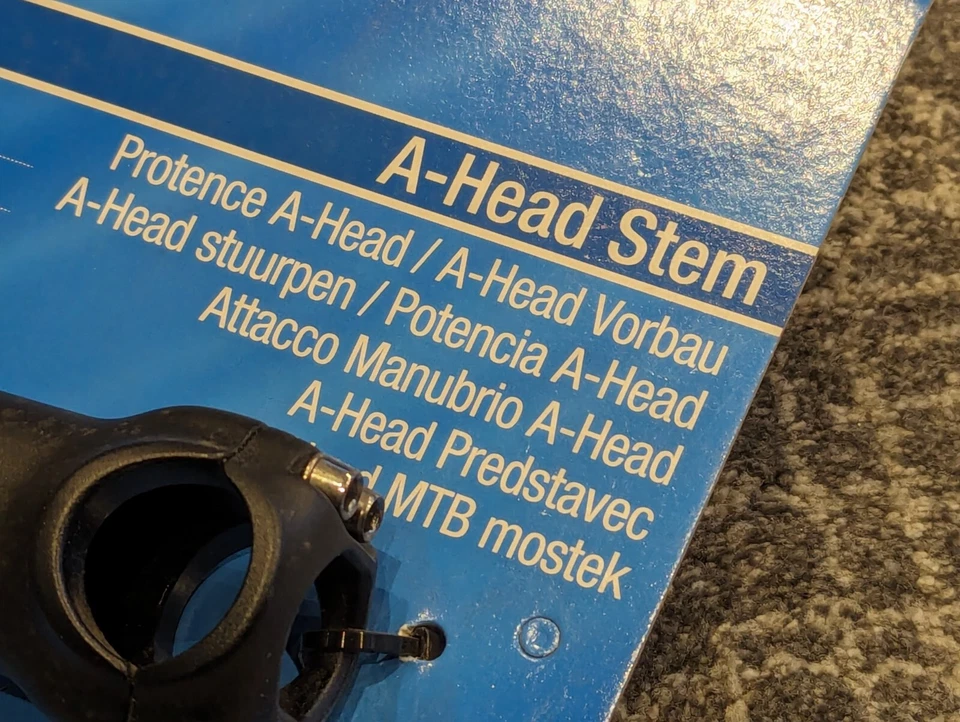 A-Head Stem
Protence A-Head / A-Head Vorbau
A-Head stuurpen / Potencia A-Head
Attacco Manubrio A-Head
A-Head Predstavec
MTB mostek